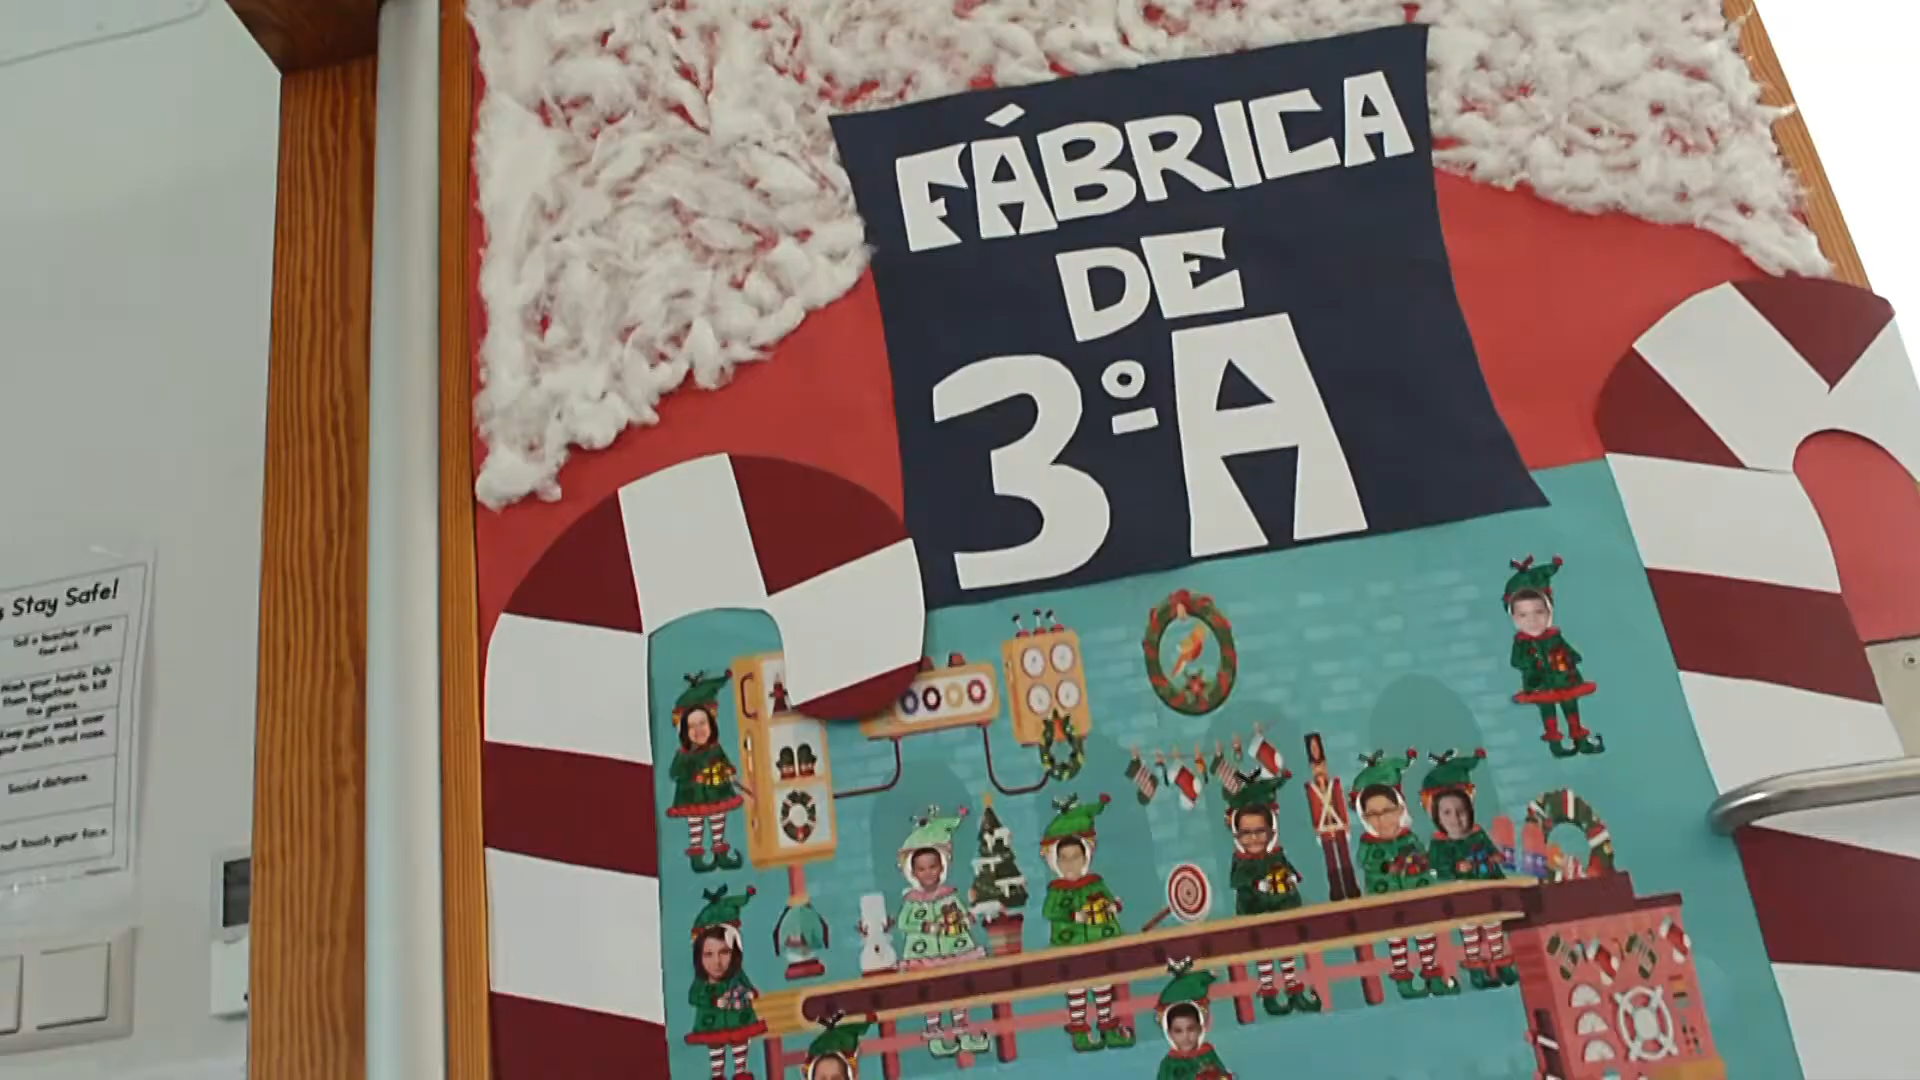 FÁBRICA
DE
3ºA
Stay Safe!
Tell a teacher if you
feel sick.
Wash your hands. Rub
them together to kill
the germs.
Keep your mask over
your mouth and nose.
Social distance.
not touch your face.